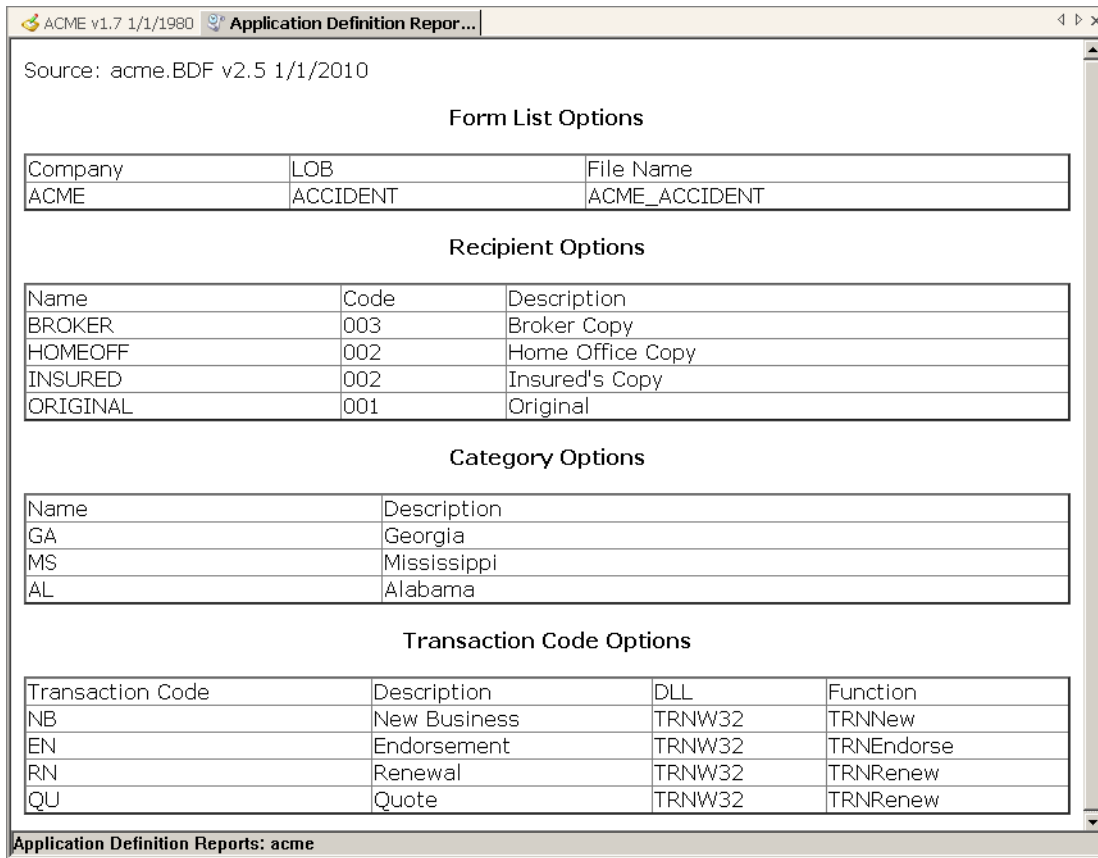 ACME v1.7 1/1/1980 Application Definition Repor...
Source: acme.BDF v2.5 1/1/2010
Form List Options
Company LOB File Name
ACME ACCIDENT ACME_ACCIDENT
Recipient Options
Name Code Description
BROKER 003 Broker Copy
HOMEOFF 002 Home Office Copy
INSURED 002 Insured's Copy
ORIGINAL 001 Original
Category Options
Name Description
GA Georgia
MS Mississippi
AL Alabama
Transaction Code Options
Transaction Code Description DLL Function
NB New Business TRNW32 TRNNew
EN Endorsement TRNW32 TRNEndorse
RN Renewal TRNW32 TRNRenew
QU Quote TRNW32 TRNRenew
Application Definition Reports: acme